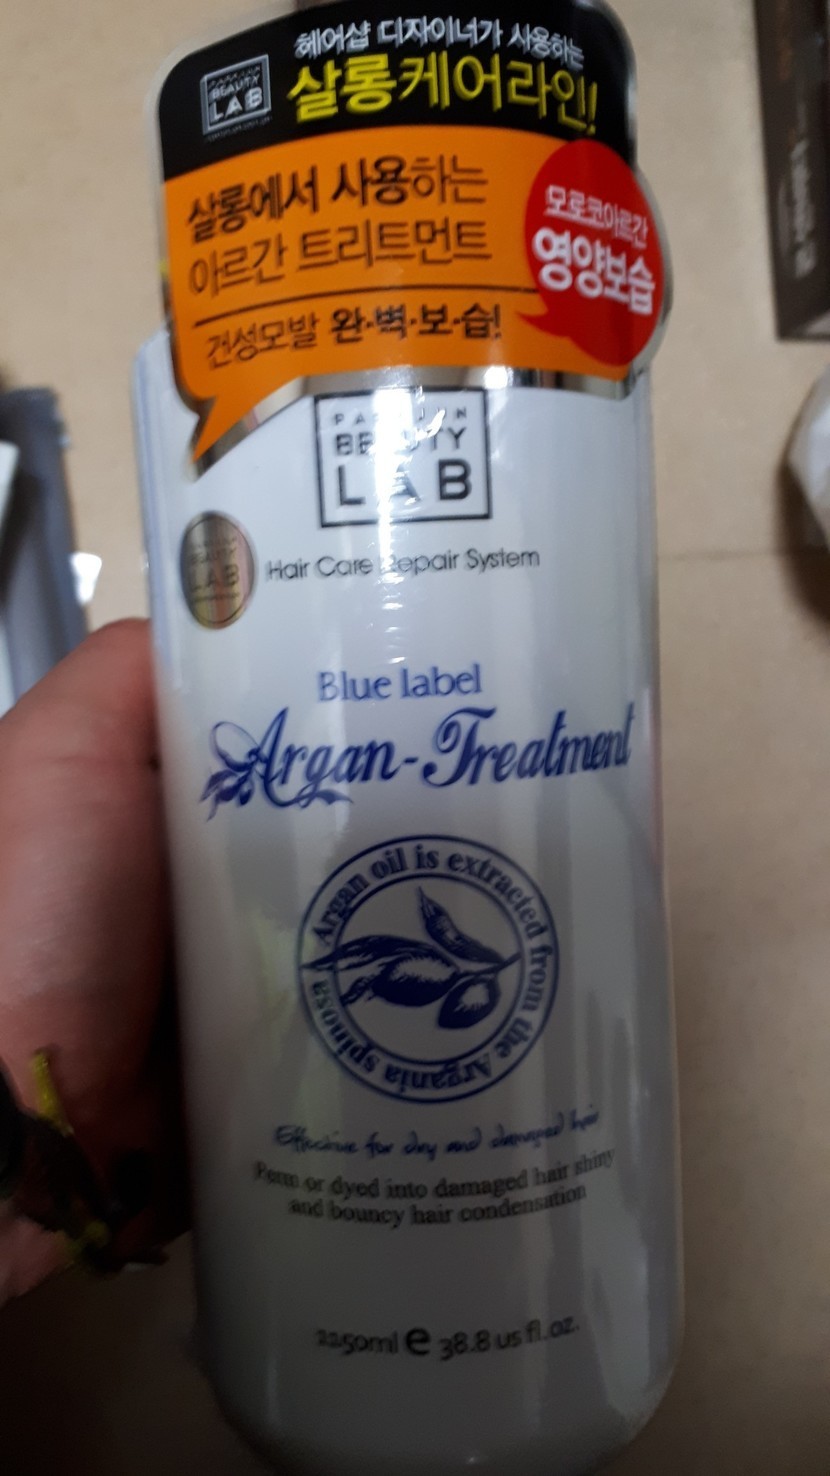 헤어샵 디자이너가 사용하는
살롱케어라인!
BEAUTY
LAB
살롱에서 사용하는
아르간 트리트먼트
건성모발 완·벽·보·습!
모로코아르간
영양보습
BEAUTY
LAB
BEAUTY
LAB
Hair Care Repair System
Blue label
Argan-Treatment
Argan oil is extracted from the Argania spinosa
Effective for dry and damaged hair
Perm or dyed into damaged hair shiny
and bouncy hair condensation
1150ml e 38.8 us fl.oz.